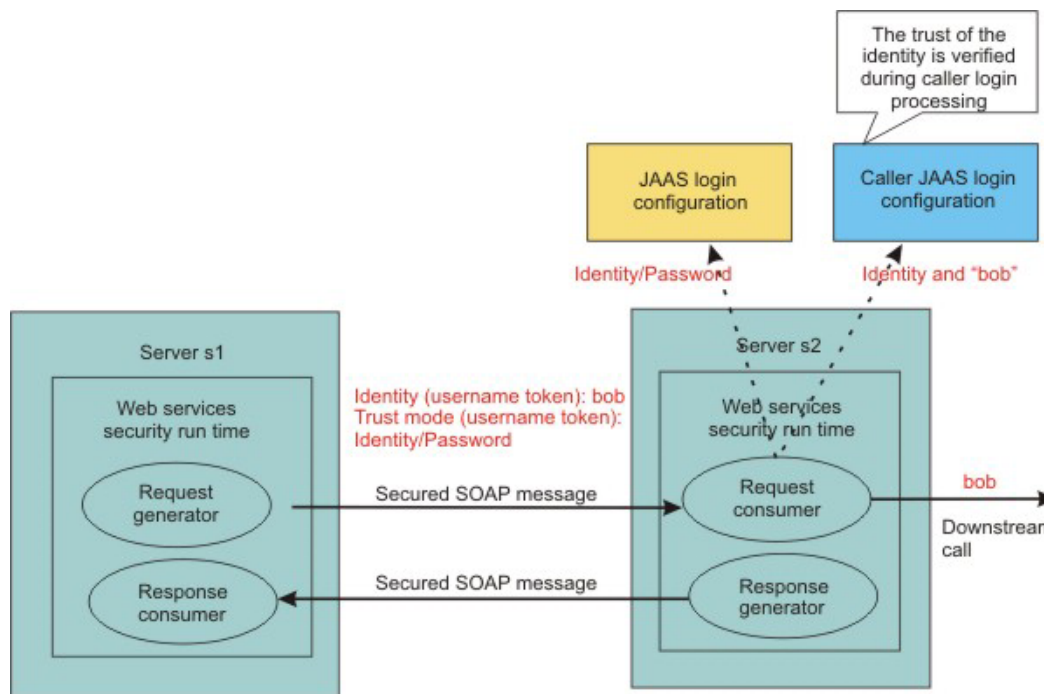 The trust of the
identity is verified
during caller login
processing
JAAS login
configuration
Caller JAAS login
configuration
Identity/Password
Identity and “bob”
Server s1
Web services
security run time
Request
generator
Response
consumer
Identity (username token): bob
Trust mode (username token):
Identity/Password
Secured SOAP message
Secured SOAP message
Server s2
Web services
security run time
Request
consumer
Response
generator
bob
Downstream
call